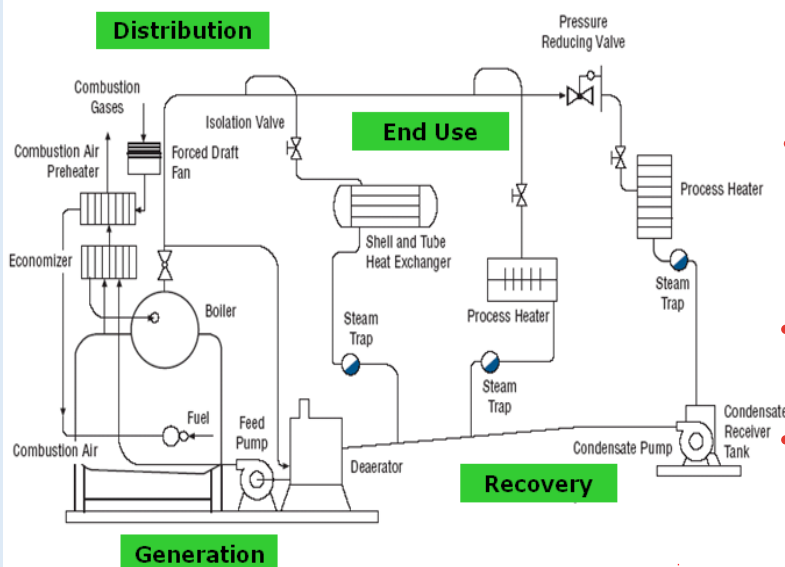 Distribution
Pressure
Reducing Valve
Combustion
Gases
Isolation Valve
End Use
Combustion Air
Preheater
Forced Draft
Fan
Process Heater
Shell and Tube
Heat Exchanger
Economizer
Boiler
Steam
Trap
Process Heater
Steam
Trap
Steam
Trap
Fuel
Feed
Pump
Combustion Air
Deaerator
Condensate Pump
Condensate
Receiver
Tank
Recovery
Generation